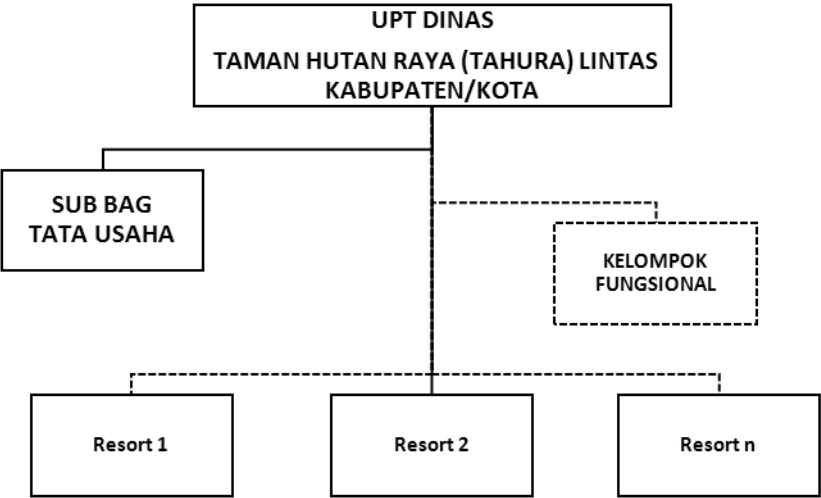 UPT DINAS
TAMAN HUTAN RAYA (TAHURA) LINTAS
KABUPATEN/KOTA
SUB BAG
TATA USAHA
KELOMPOK
FUNGSIONAL
Resort 1
Resort 2
Resort n